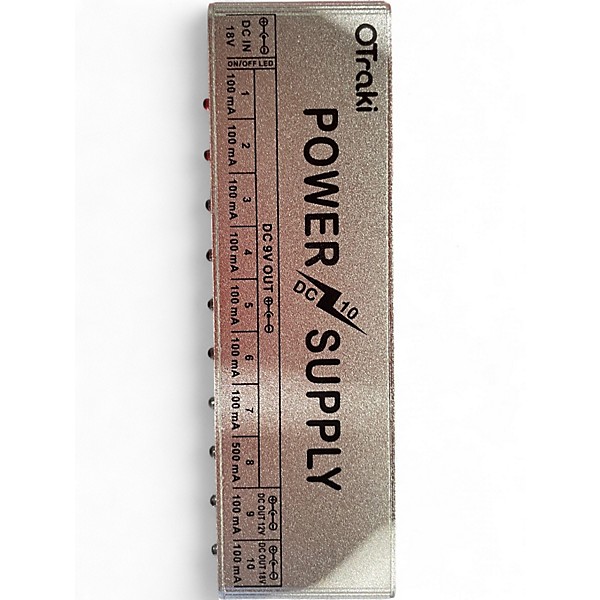 OTraki
POWER SUPPLY
DC 10
DC 9V OUT
DC IN
18V
ON/OFF LED
1 2 3 4 5 6 7 8
DC OUT 12V
9
DC OUT 18V
10
100 mA 100 mA 100 mA 100 mA 100 mA 100 mA 100 mA 500 mA 100 mA 100 mA